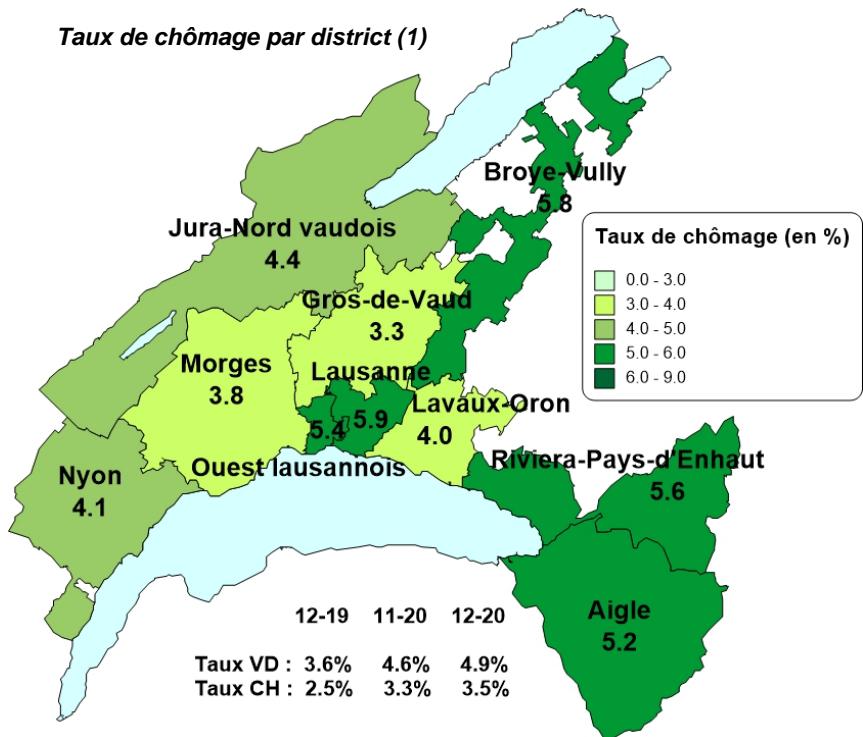 Taux de chômage par district (1)
Broye-Vully
5.8
Jura-Nord vaudois
4.4
Taux de chômage (en %)
0.0 - 3.0
3.0 - 4.0
4.0 - 5.0
5.0 - 6.0
6.0 - 9.0
Gros-de-Vaud
3.3
Morges
3.8
Lausanne
5.9
5.4
Lavaux-Oron
4.0
Ouest lausannois
Riviera-Pays-d'Enhaut
5.6
Nyon
4.1
Aigle
5.2
12-19 11-20 12-20
Taux VD : 3.6% 4.6% 4.9%
Taux CH : 2.5% 3.3% 3.5%